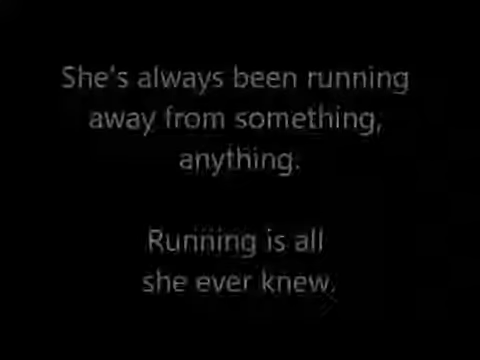 She's always been running
away from something,
anything.
Running is all
she ever knew.